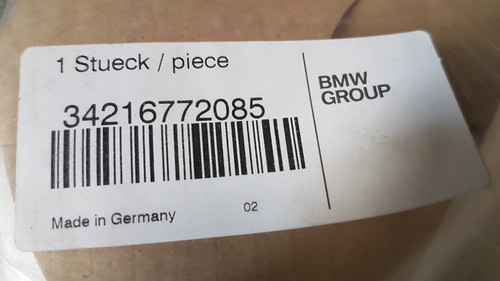 1 Stueck / piece
34216772085
BMW
GROUP
Made in Germany
02